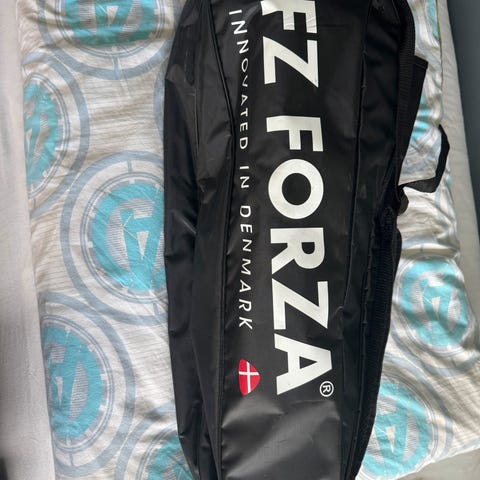 FZ FORZA®
INNOVATED IN DENMARK